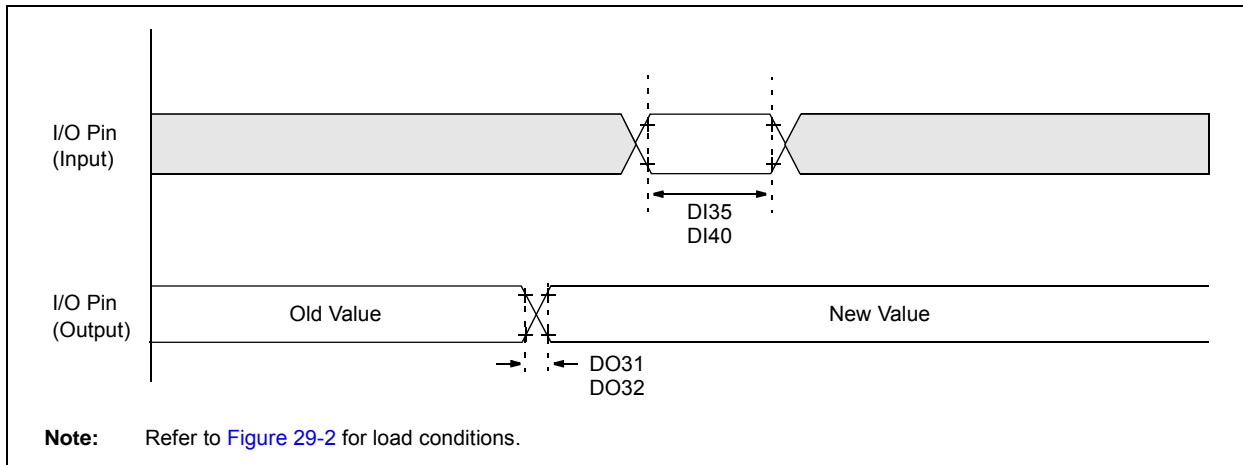 I/O Pin
(Input)
DI35
DI40
I/O Pin
(Output)
Old Value
New Value
DO31
DO32
Note: Refer to Figure 29-2 for load conditions.